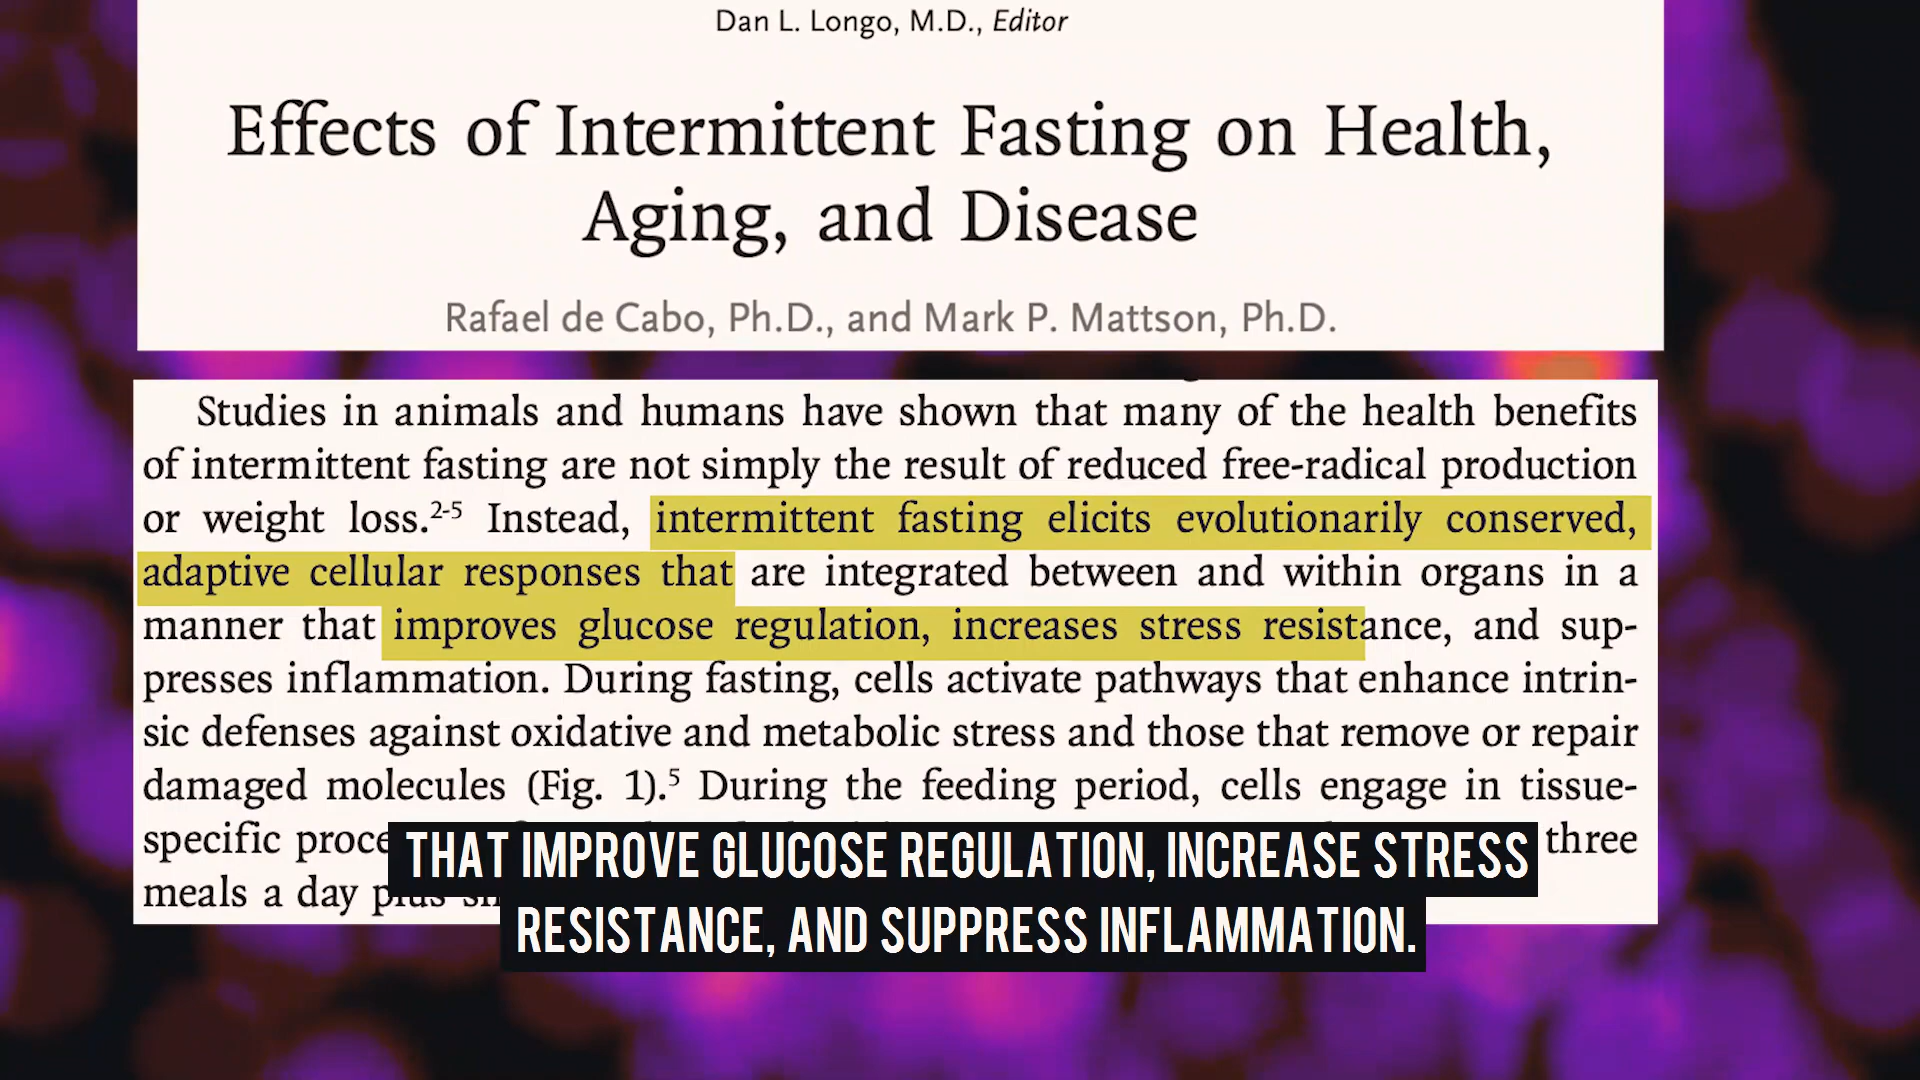 Dan L. Longo, M.D., Editor
Effects of Intermittent Fasting on Health,
Aging, and Disease
Rafael de Cabo, Ph.D., and Mark P. Mattson, Ph.D.
Studies in animals and humans have shown that many of the health benefits
of intermittent fasting are not simply the result of reduced free-radical production
or weight loss.2-5 Instead, intermittent fasting elicits evolutionarily conserved,
adaptive cellular responses that are integrated between and within organs in a
manner that improves glucose regulation, increases stress resistance, and sup-
presses inflammation. During fasting, cells activate pathways that enhance intrin-
sic defenses against oxidative and metabolic stress and those that remove or repair
damaged molecules (Fig. 1).5 During the feeding period, cells engage in tissue-
specific three
meals a day
THAT IMPROVE GLUCOSE REGULATION, INCREASE STRESS
RESISTANCE, AND SUPPRESS INFLAMMATION.